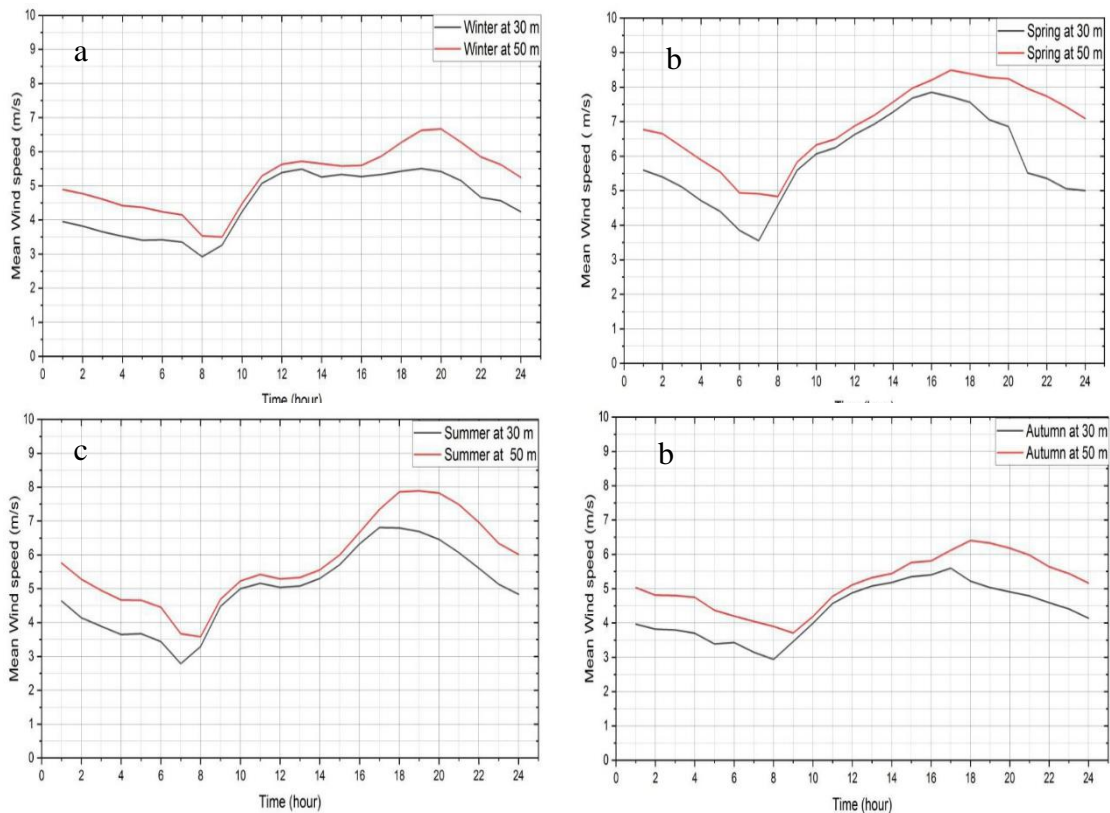 a
Winter at 30 m
Winter at 50 m
Mean Wind speed (m/s)
10
9
8
7
6
5
4
3
2
1
0
0 2 4 6 8 10 12 14 16 18 20 22 24
Time (hour)
b
Spring at 30 m
Spring at 50 m
Mean Wind speed ( m/s)
10
9
8
7
6
5
4
3
2
1
0
0 2 4 6 8 10 12 14 16 18 20 22 24
Time (hour)
c
Summer at 30 m
Summer at 50 m
Mean Wind speed (m/s)
10
9
8
7
6
5
4
3
2
1
0
0 2 4 6 8 10 12 14 16 18 20 22 24
Time (hour)
b
Autumn at 30 m
Autumn at 50 m
Mean Wind speed (m/s)
10
9
8
7
6
5
4
3
2
1
0
0 2 4 6 8 10 12 14 16 18 20 22 24
Time (hour)